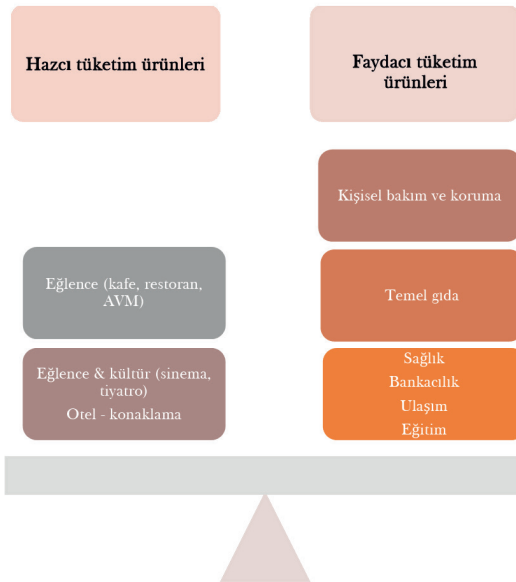 Hazcı tüketim ürünleri
Faydacı tüketim
ürünleri
Kişisel bakım ve koruma
Eğlence (kafe, restoran,
AVM)
Temel gıda
Eğlence & kültür (sinema,
tiyatro)
Otel - konaklama
Sağlık
Bankacılık
Ulaşım
Eğitim